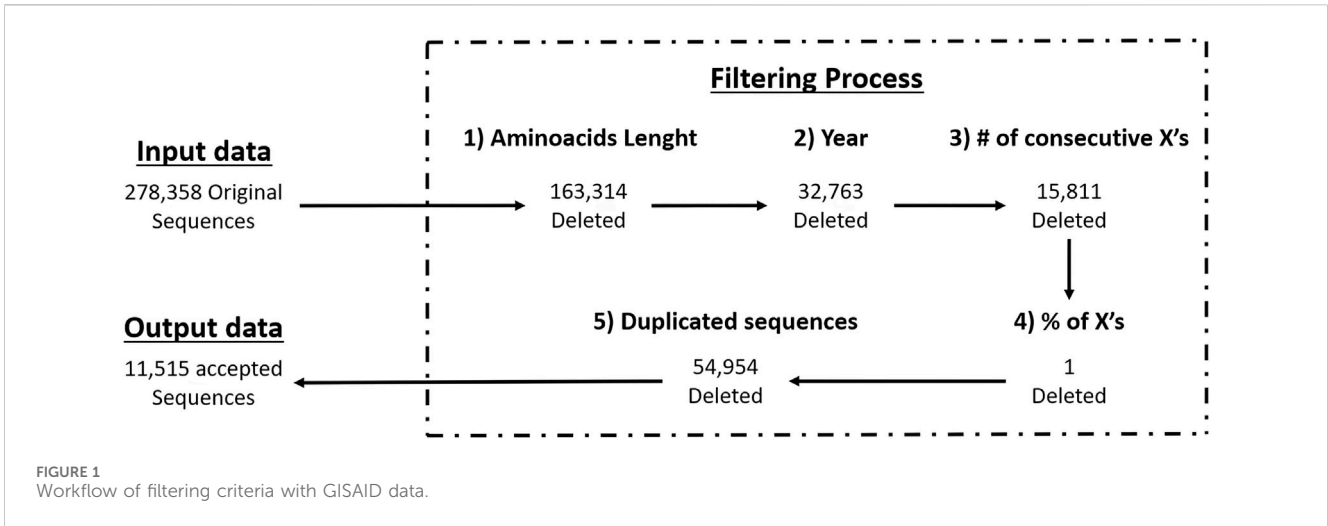 Filtering Process
Input data
278,358 Original
Sequences
1) Aminoacids Lenght
163,314
Deleted
2) Year
32,763
Deleted
3) # of consecutive X's
15,811
Deleted
4) % of X's
1
Deleted
5) Duplicated sequences
54,954
Deleted
Output data
11,515 accepted
Sequences
FIGURE 1
Workflow of filtering criteria with GISAID data.